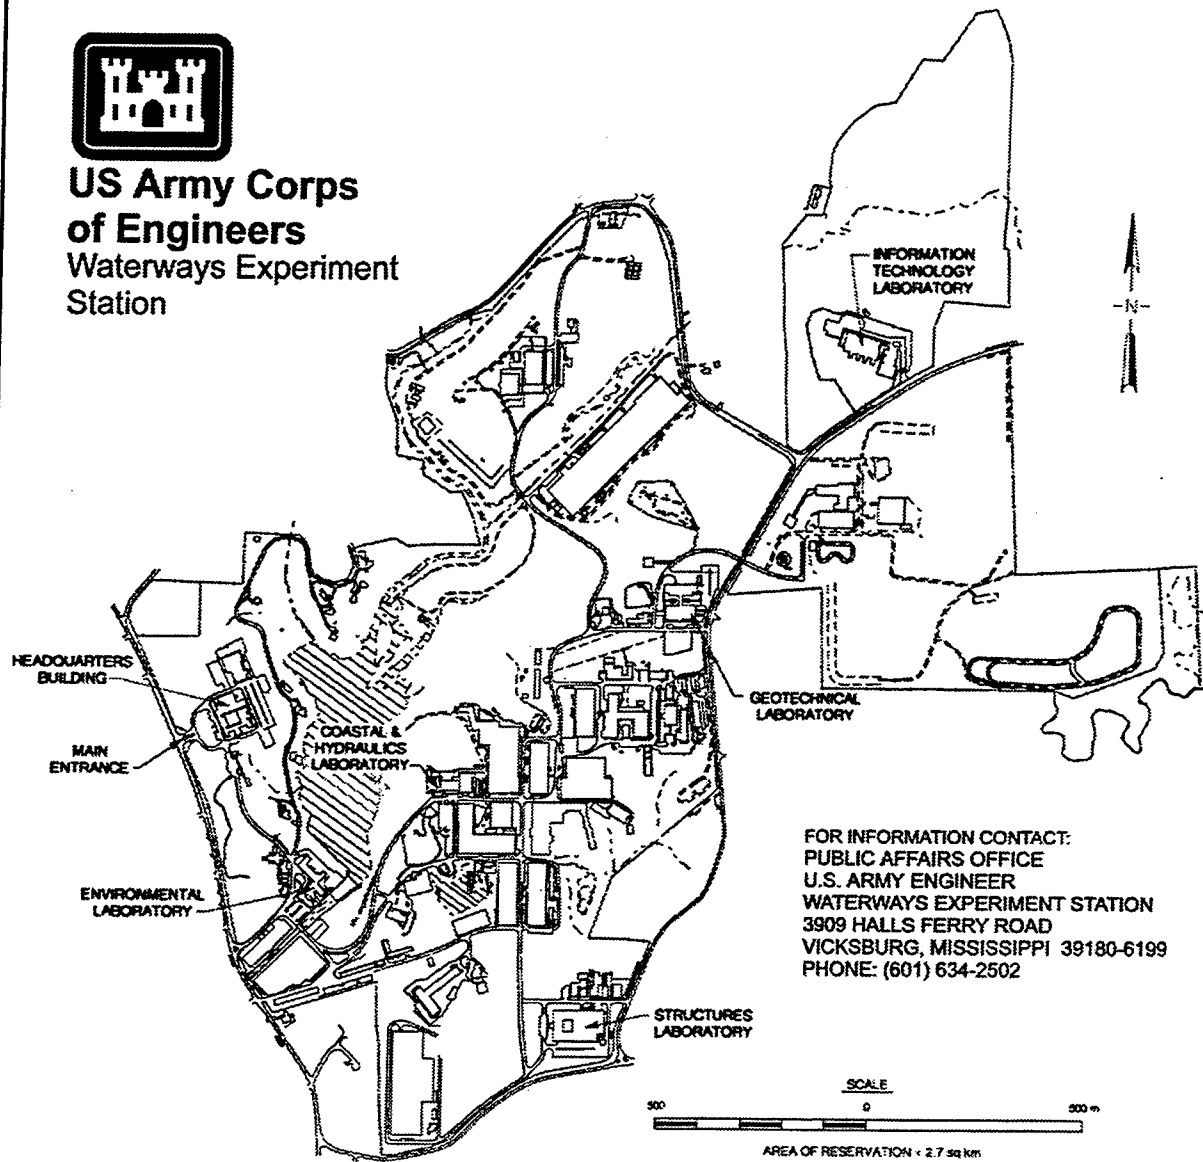 US Army Corps
of Engineers
Waterways Experiment
Station
INFORMATION
TECHNOLOGY
LABORATORY
N
HEADQUARTERS
BUILDING
MAIN
ENTRANCE
COASTAL &
HYDRAULICS
LABORATORY
GEOTECHNICAL
LABORATORY
ENVIRONMENTAL
LABORATORY
STRUCTURES
LABORATORY
FOR INFORMATION CONTACT:
PUBLIC AFFAIRS OFFICE
U.S. ARMY ENGINEER
WATERWAYS EXPERIMENT STATION
3909 HALLS FERRY ROAD
VICKSBURG, MISSISSIPPI 39180-6199
PHONE: (601) 634-2502
SCALE
500 0 500 m
AREA OF RESERVATION = 2.7 sq km